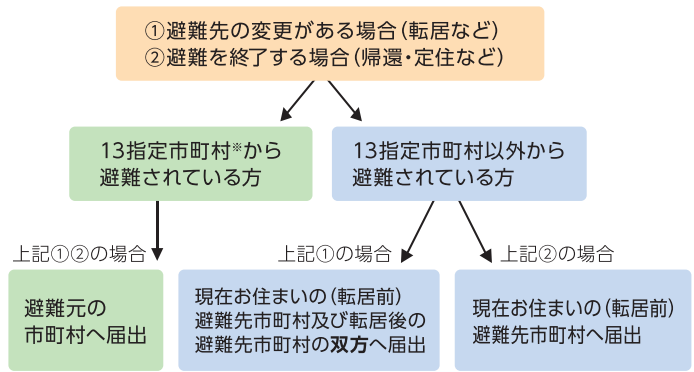 ①避難先の変更がある場合（転居など）
②避難を終了する場合（帰還・定住など）
13指定市町村※から
避難されている方
13指定市町村以外から
避難されている方
上記①②の場合
上記①の場合
上記②の場合
避難元の
市町村へ届出
現在お住まいの（転居前）
避難先市町村及び転居後の
避難先市町村の双方へ届出
現在お住まいの（転居前）
避難先市町村へ届出